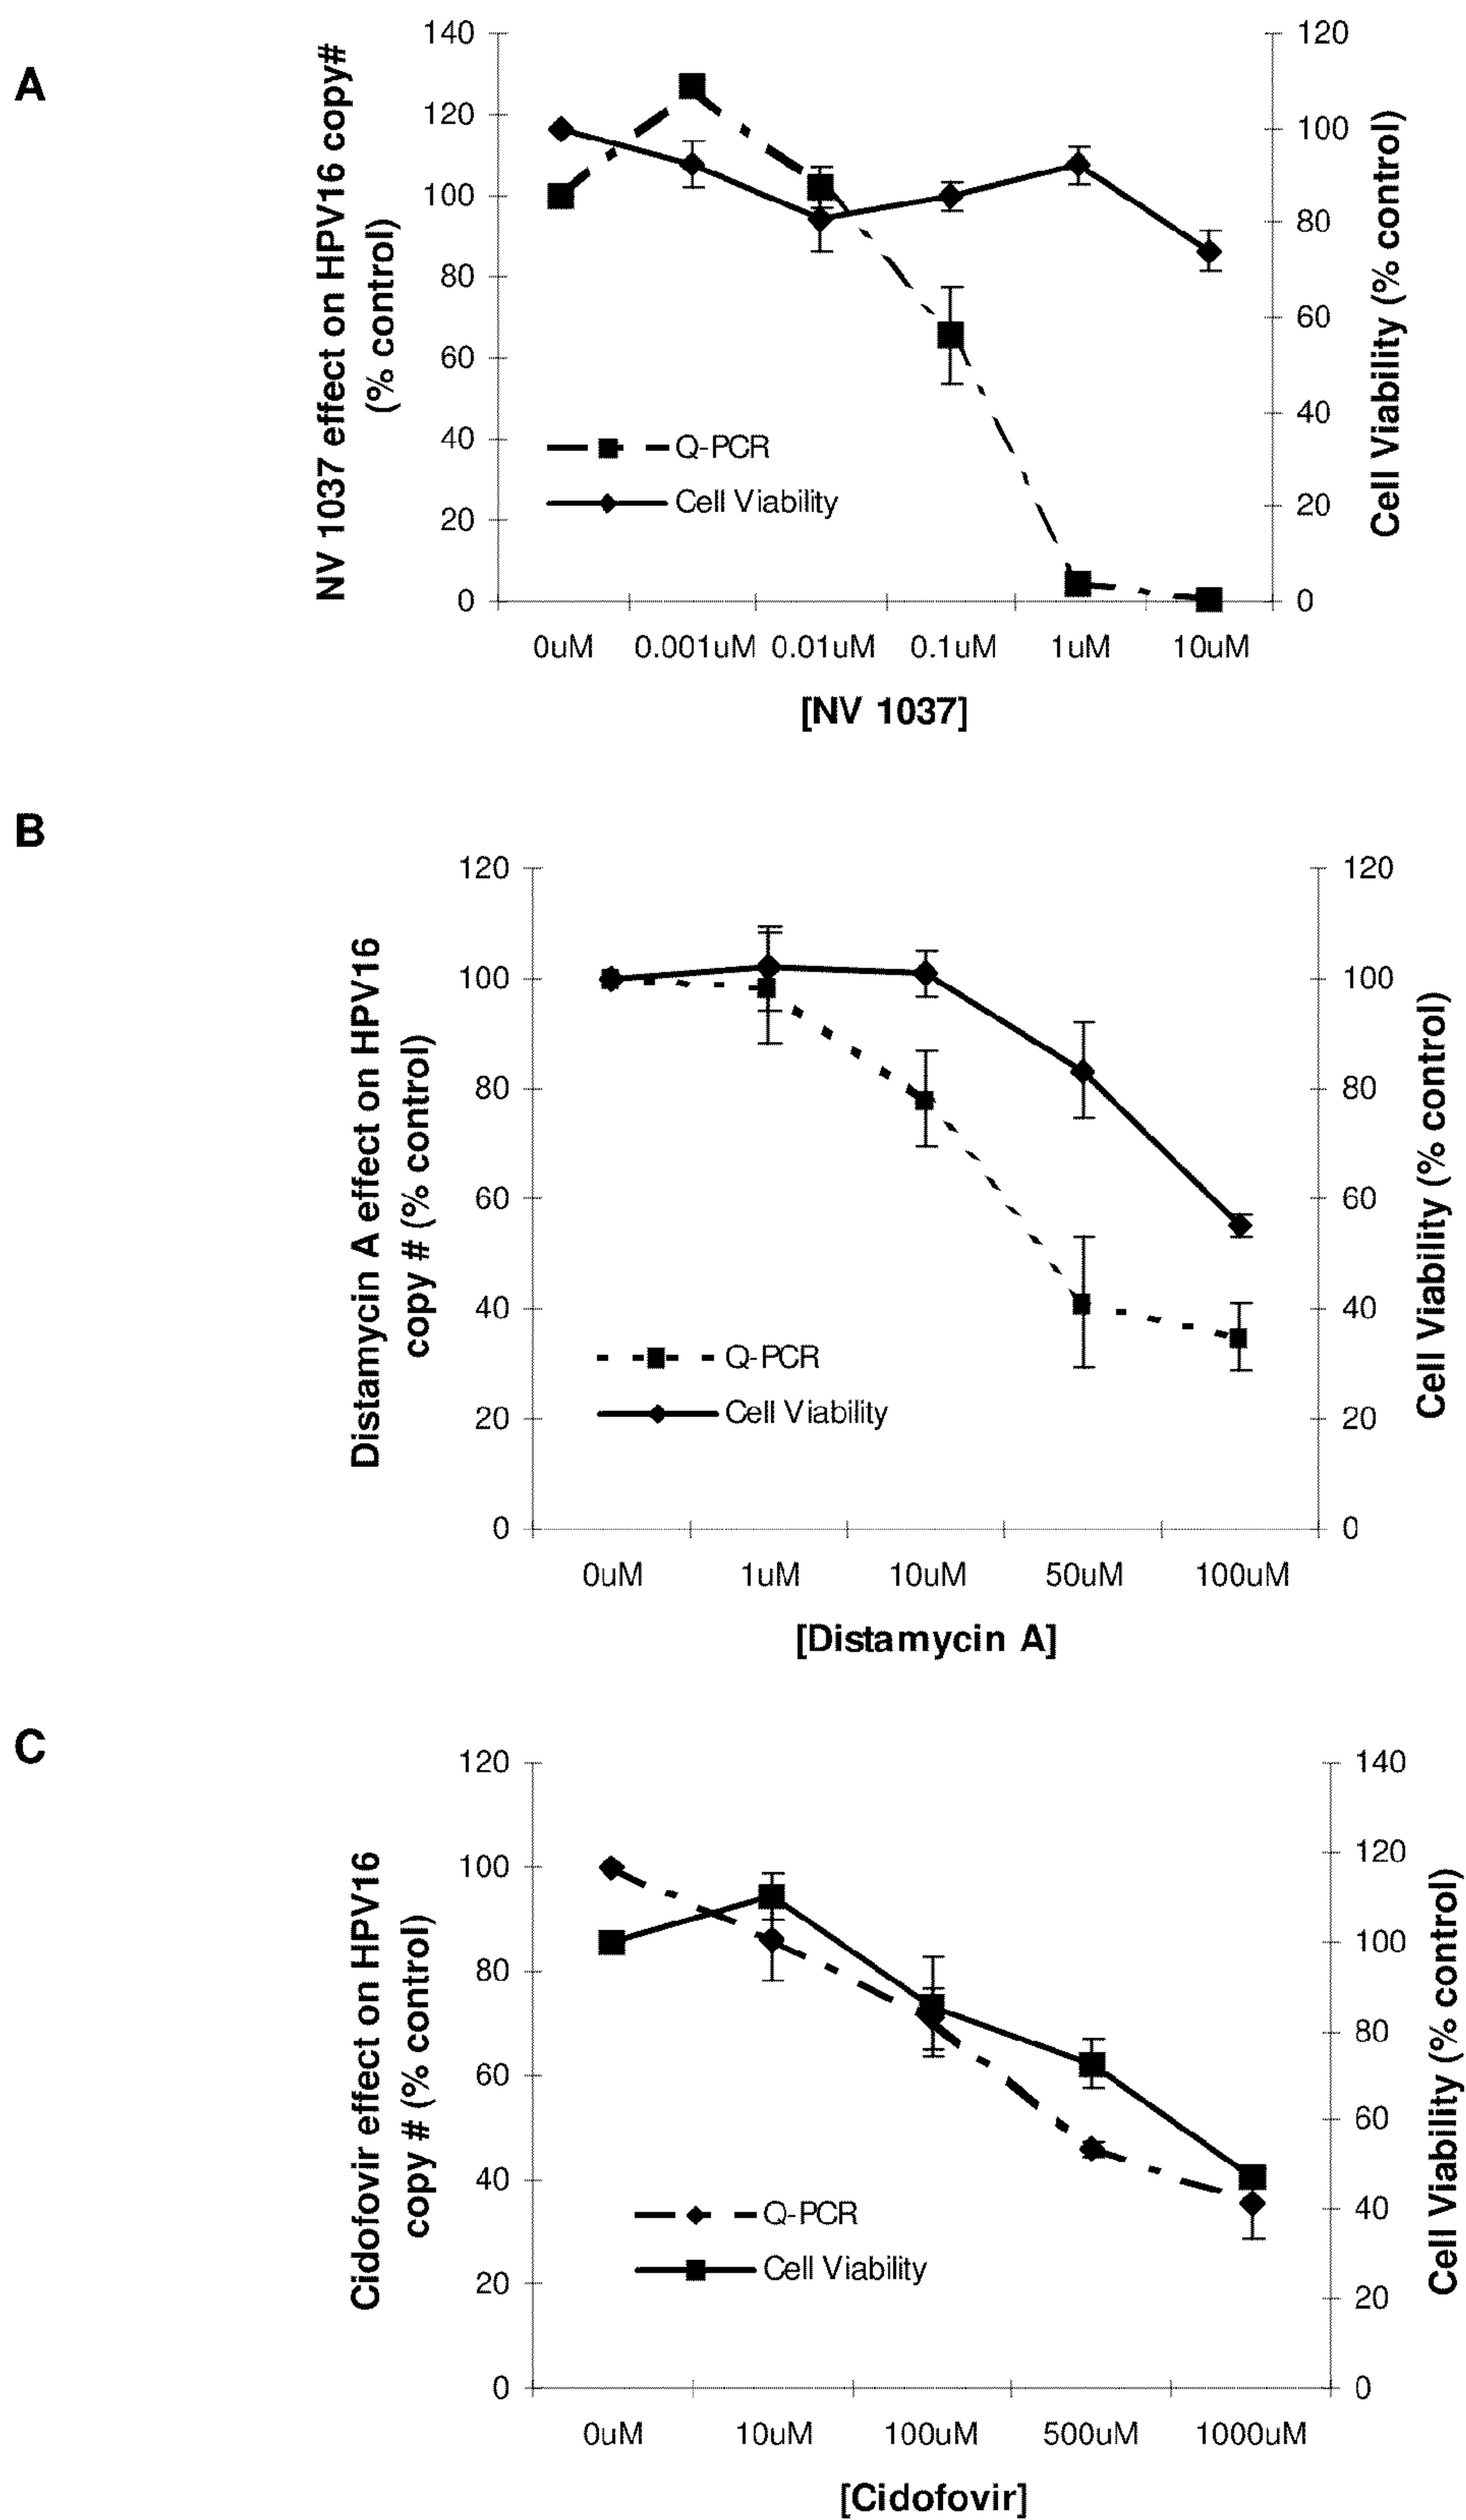 A
NV 1037 effect on HPV16 copy#
(% control)
140
120
100
80
60
40
20
0
120
100
80
60
40
20
0
Cell Viability (% control)
Q-PCR
Cell Viability
0uM 0.001uM 0.01uM 0.1uM 1uM 10uM
[NV 1037]
B
Distamycin A effect on HPV16
copy # (% control)
120
100
80
60
40
20
0
120
100
80
60
40
20
0
Cell Viability (% control)
Q-PCR
Cell Viability
0uM 1uM 10uM 50uM 100uM
[Distamycin A]
C
Cidofovir effect on HPV16
copy # (% control)
120
100
80
60
40
20
0
140
120
100
80
60
40
20
0
Cell Viability (% control)
Q-PCR
Cell Viability
0uM 10uM 100uM 500uM 1000uM
[Cidofovir]